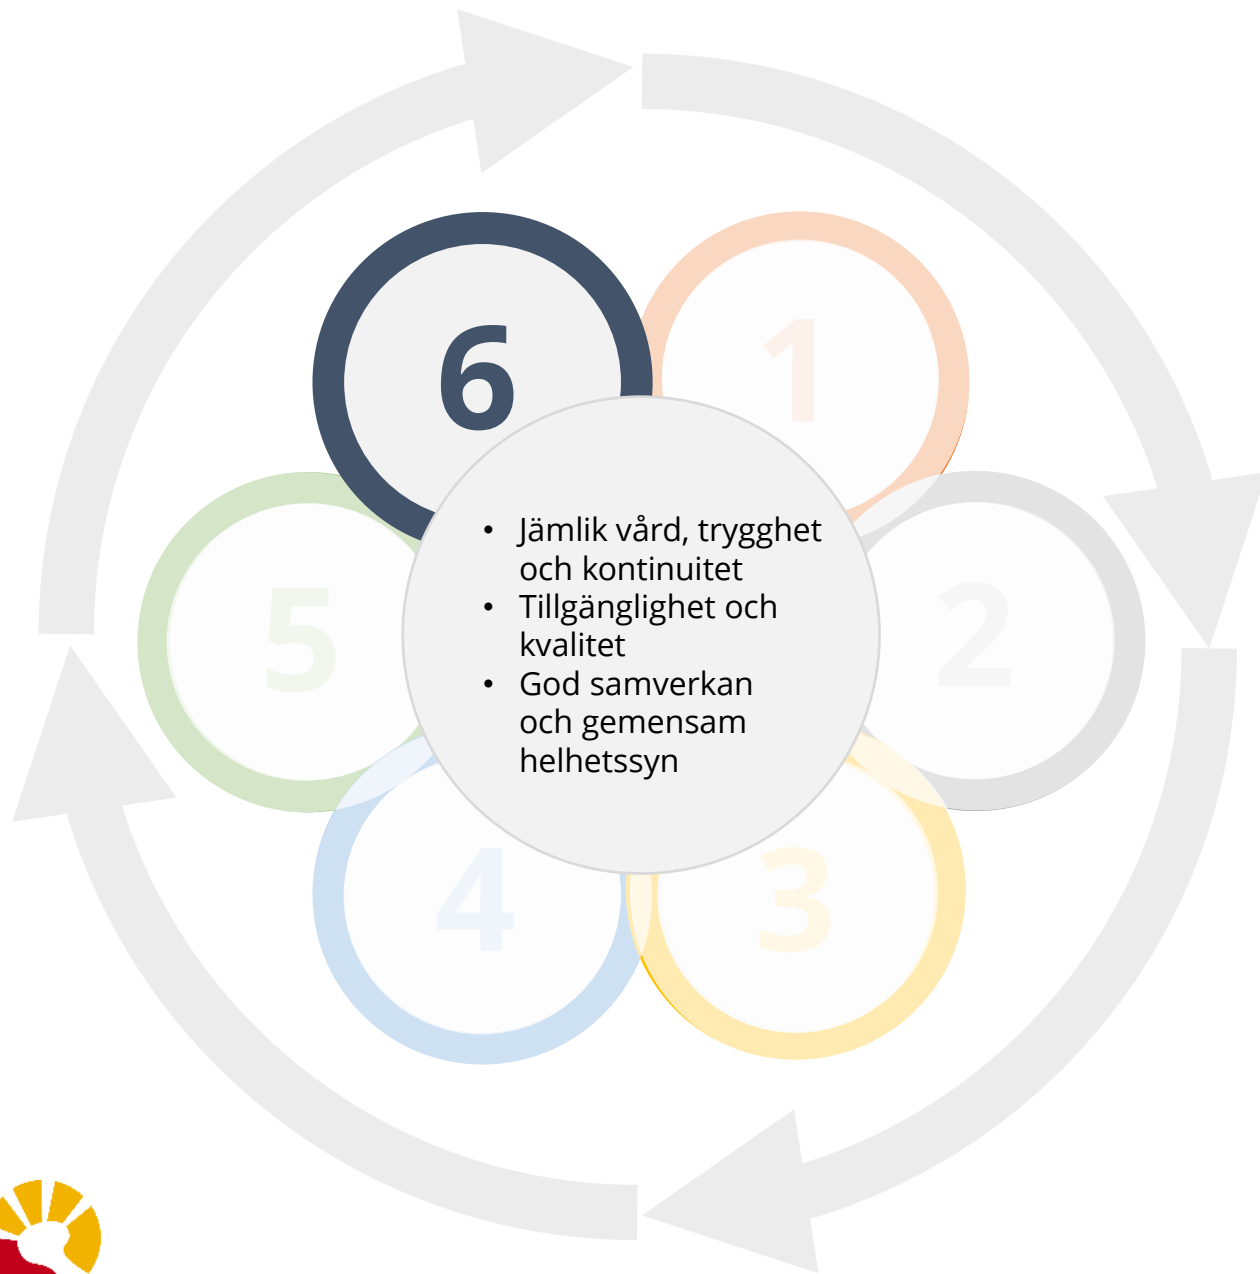 6
1
• Jämlik vård, trygghet
och kontinuitet
• Tillgänglighet och
kvalitet
• God samverkan
och gemensam
helhetssyn
5
2
4
3